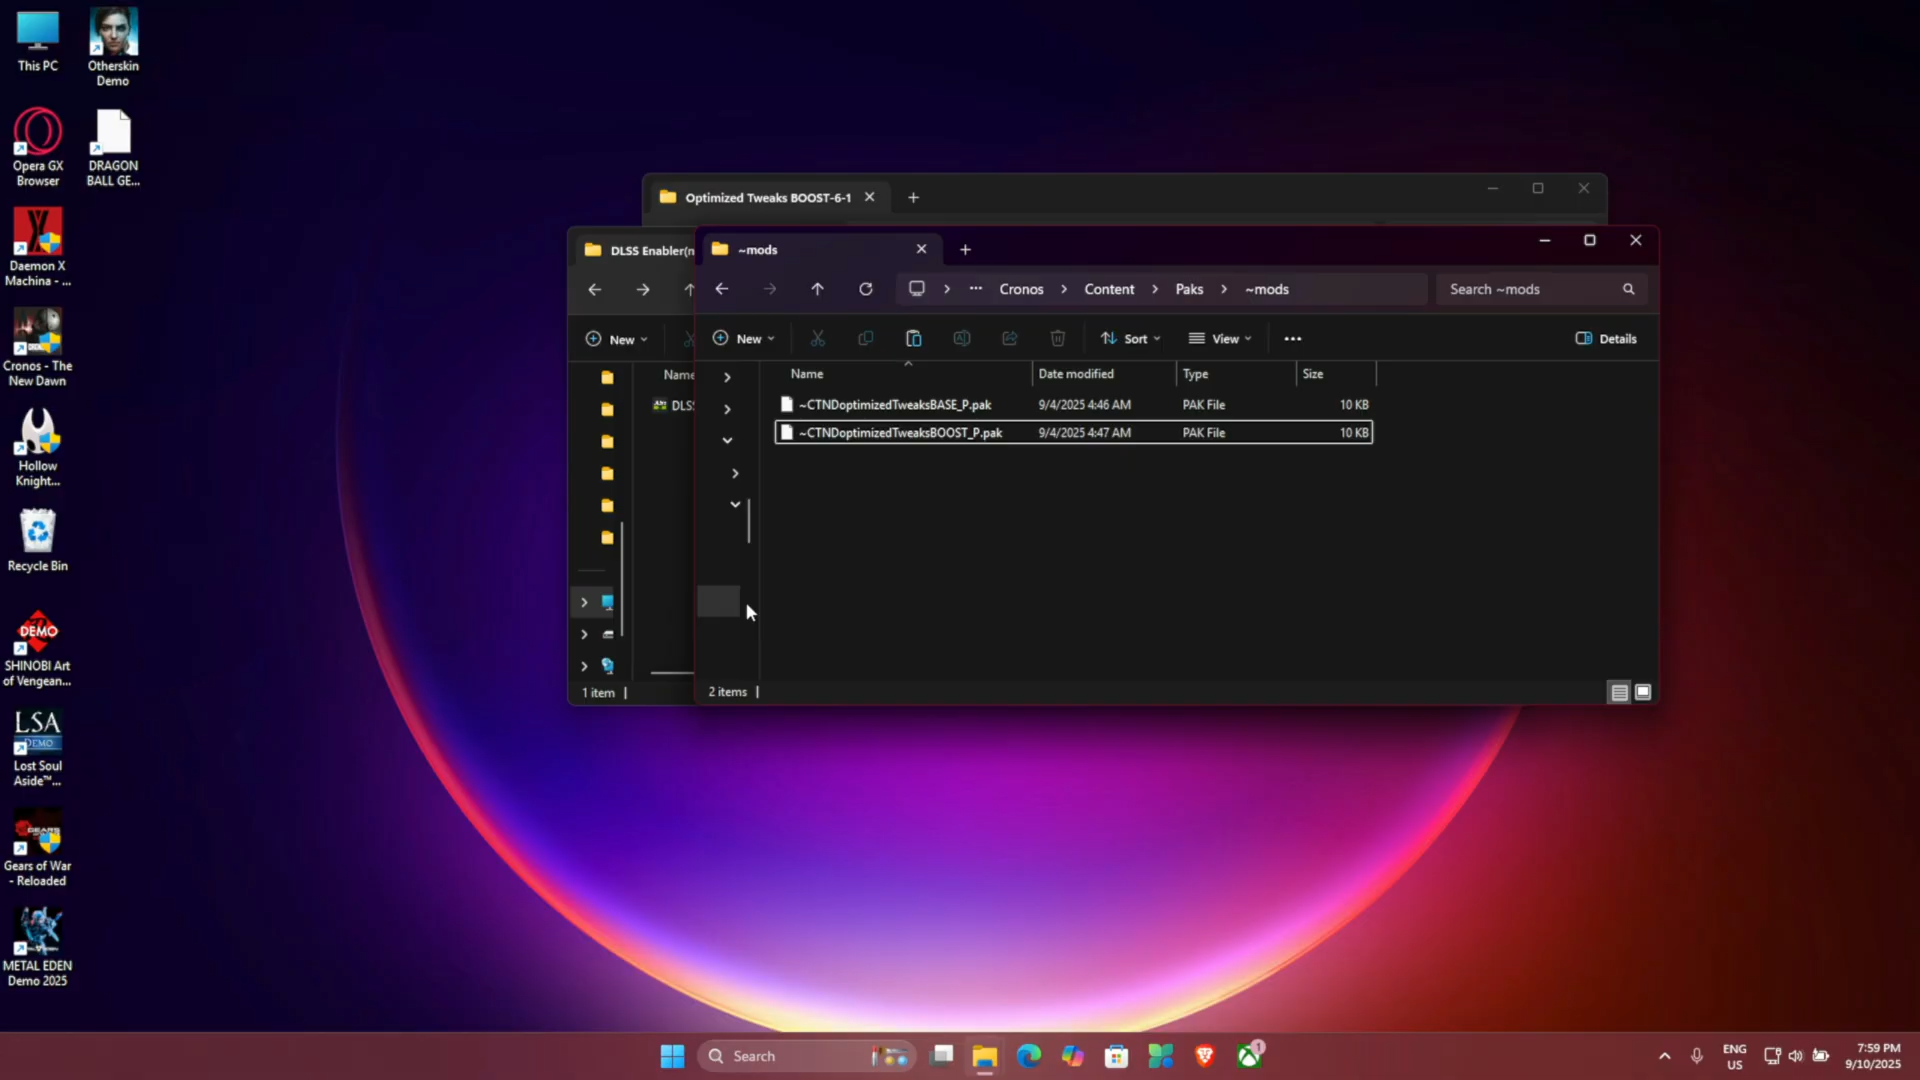 This PC
Otherskin
Demo
Opera GX
Browser
DRAGON
BALL GE...
Daemon X
Machina - ...
Cronos - The
New Dawn
Hollow
Knight...
Recycle Bin
DEMO
SHINOBI Art
of Vengean...
LSA
DEMO
Lost Soul
Aside™...
GEARS
Gears of War
- Reloaded
METAL EDEN
Demo 2025
Optimized Tweaks BOOST-6-1
DLSS Enabler(n
New
Name
DLS
1 item
~mods
Cronos
Content
Paks
~mods
Search ~mods
New
Sort
View
Details
Name Date modified Type Size
~CTNDoptimizedTweaksBASE_P.pak 9/4/2025 4:46 AM PAK File 10 KB
~CTNDoptimizedTweaksBOOST_P.pak 9/4/2025 4:47 AM PAK File 10 KB
2 items
Search
1
ENG
US
7:59 PM
9/10/2025